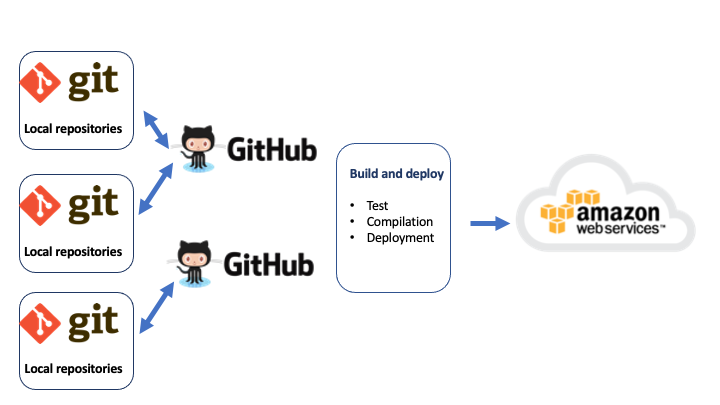 git
Local repositories
GitHub
git
Local repositories
GitHub
git
Local repositories
Build and deploy
• Test
• Compilation
• Deployment
amazon
web services™